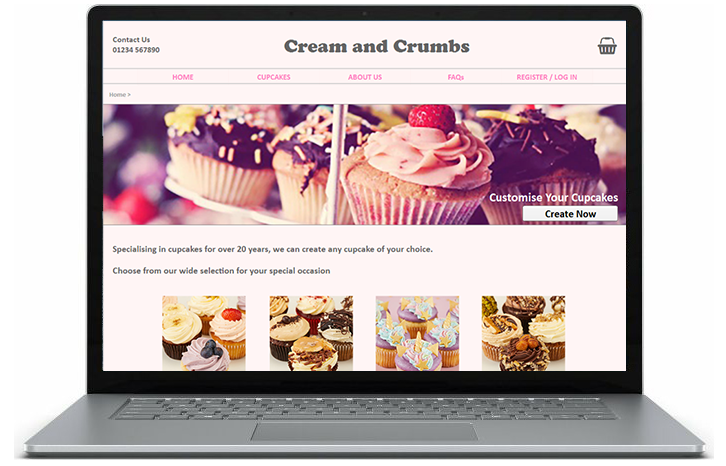 Contact Us
01234 567890
Cream and Crumbs
HOME CUPCAKES ABOUT US FAQs REGISTER / LOG IN
Home >
Customise Your Cupcakes
Create Now
Specialising in cupcakes for over 20 years, we can create any cupcake of your choice.
Choose from our wide selection for your special occasion